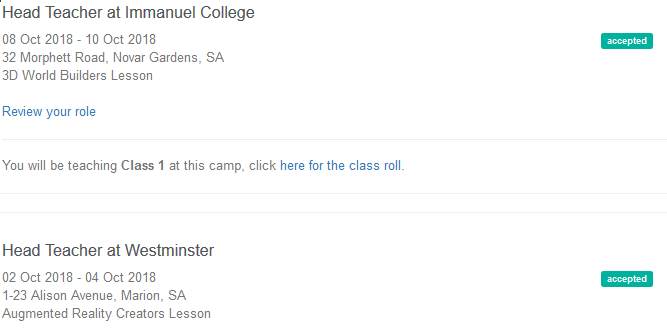 Head Teacher at Immanuel College
08 Oct 2018 - 10 Oct 2018
accepted
32 Morphett Road, Novar Gardens, SA
3D World Builders Lesson
Review your role
You will be teaching Class 1 at this camp, click here for the class roll.
Head Teacher at Westminster
02 Oct 2018 - 04 Oct 2018
accepted
1-23 Alison Avenue, Marion, SA
Augmented Reality Creators Lesson